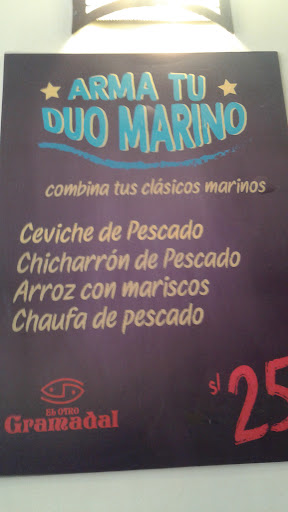 ARMA TU
DUO MARINO
combina tus clásicos marinos
Ceviche de Pescado
Chicharrón de Pescado
Arroz con mariscos
Chaufa de pescado
EL OTRO
Gramadal
s/ 25